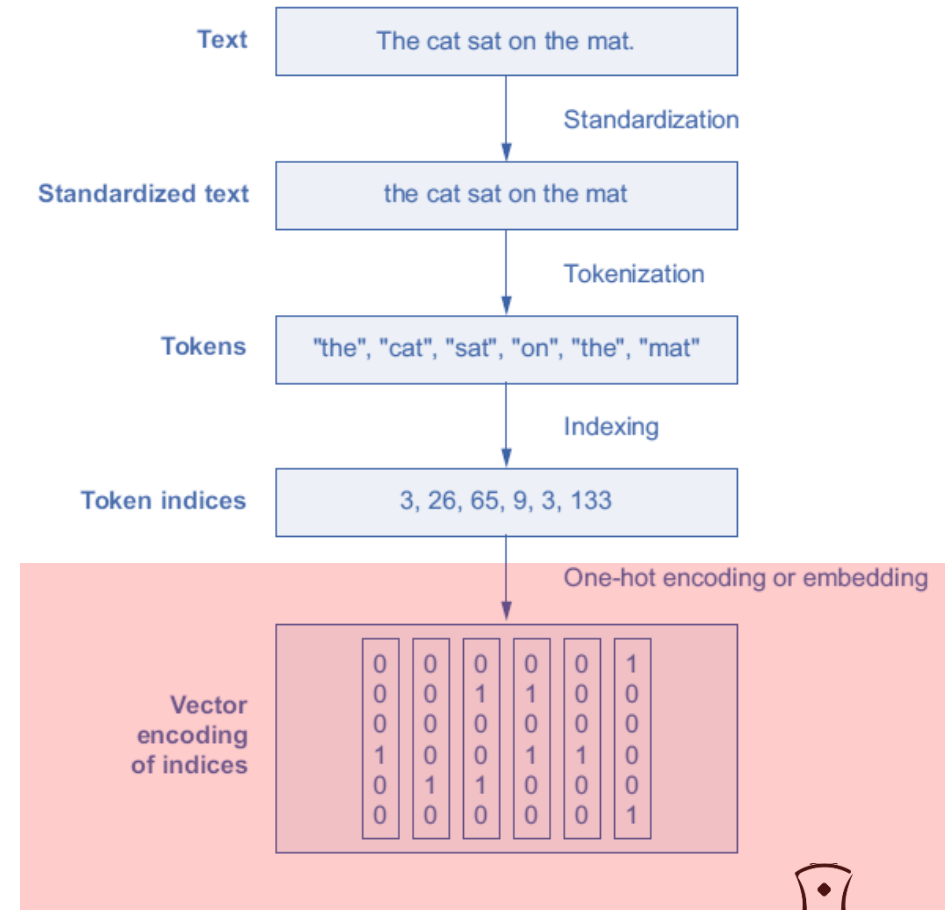 Text
The cat sat on the mat.
Standardization
Standardized text
the cat sat on the mat
Tokenization
Tokens
"the", "cat", "sat", "on", "the", "mat"
Indexing
Token indices
3, 26, 65, 9, 3, 133
One-hot encoding or embedding
Vector
encoding
of indices
0 0 0 0 0 1
0 0 1 1 0 0
0 0 0 0 0 0
1 0 0 1 1 0
0 1 1 0 0 0
0 0 0 0 0 1